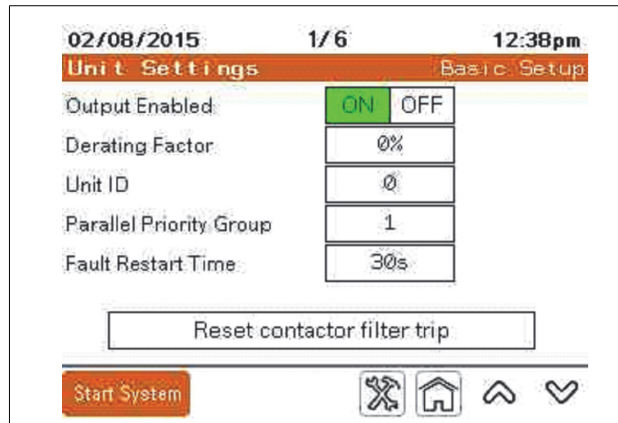 02/08/2015 1/6 12:38pm
Unit Settings Basic Setup
Output Enabled ON OFF
Derating Factor 0%
Unit ID 0
Parallel Priority Group 1
Fault Restart Time 30s
Reset contactor filter trip
Start System